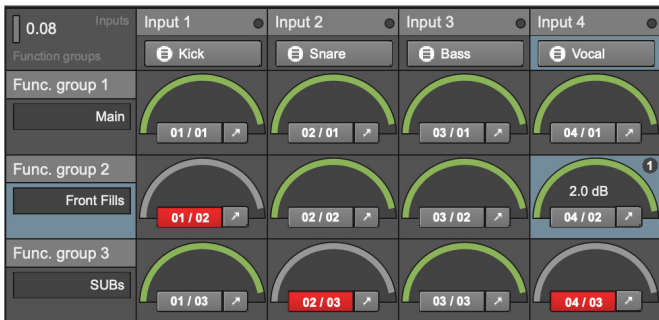 0.08 Inputs Input 1 Input 2 Input 3 Input 4
Function groups Kick Snare Bass Vocal
Func. group 1
Main 01 / 01 02 / 01 03 / 01 04 / 01
Func. group 2 1
Front Fills 2.0 dB
01 / 02 02 / 02 03 / 02 04 / 02
Func. group 3
SUBs
01 / 03 02 / 03 03 / 03 04 / 03